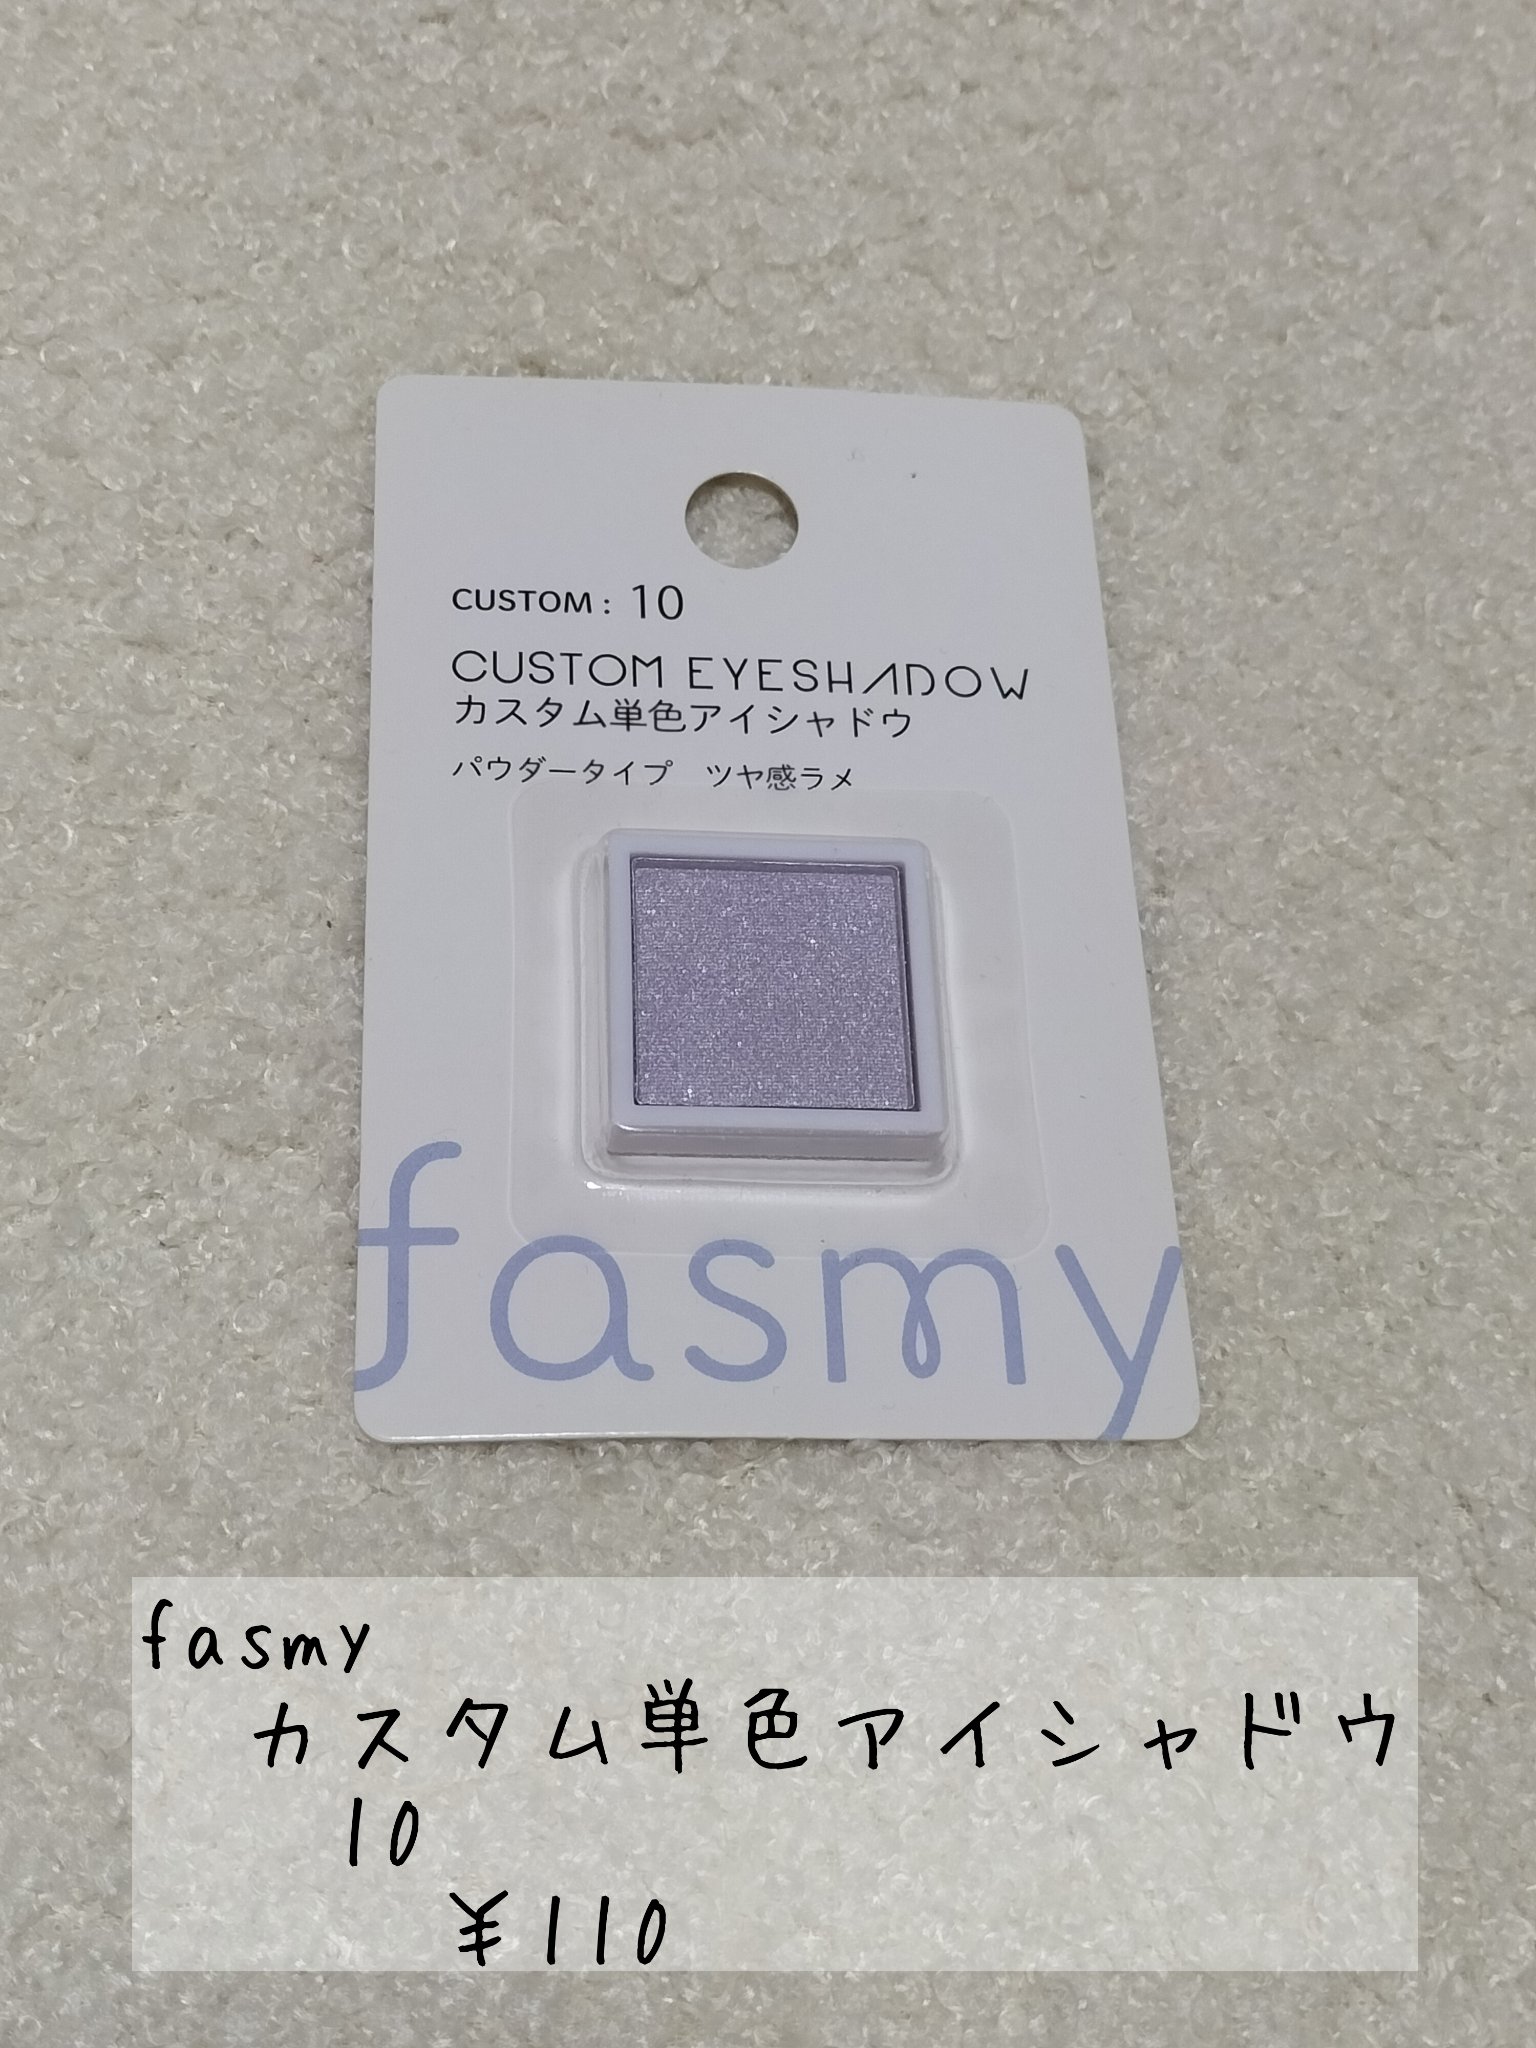 CUSTOM : 10
CUSTOM EYESHADOW
カスタム単色アイシャドウ
パウダータイプ ツヤ感ラメ
fasmy
fasmy
カスタム単色アイシャドウ
10
¥110